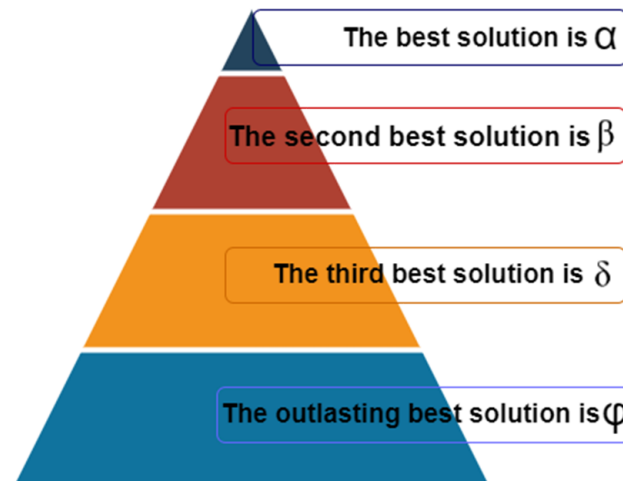 The best solution is α
The second best solution is β
The third best solution is δ
The outlasting best solution is φ